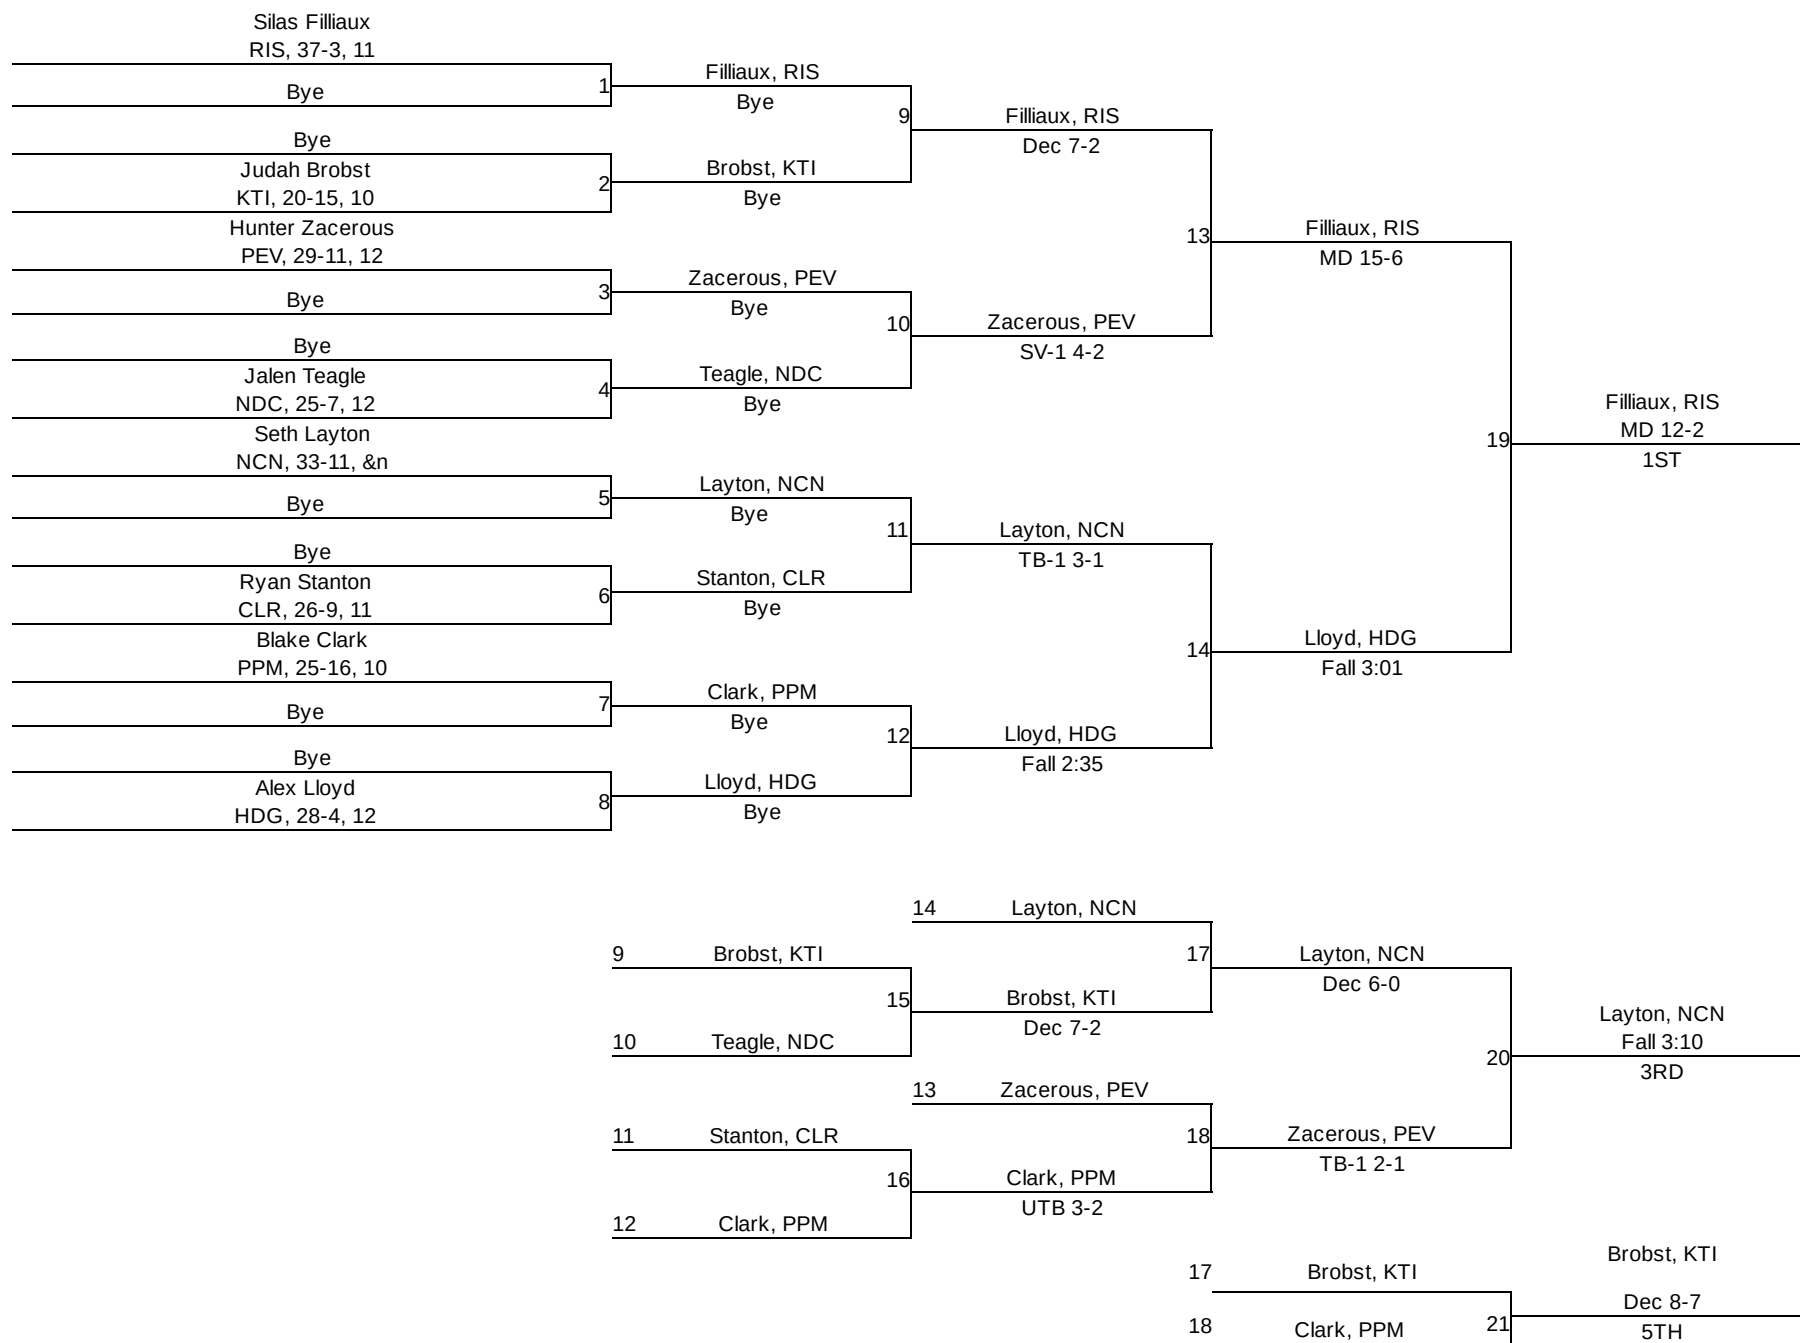 Silas Filliaux
RIS, 37-3, 11
Bye
1
Bye
Judah Brobst
KTI, 20-15, 10
2
Hunter Zacerous
PEV, 29-11, 12
Bye
3
Bye
Jalen Teagle
NDC, 25-7, 12
4
Seth Layton
NCN, 33-11, &n
Bye
5
Bye
Ryan Stanton
CLR, 26-9, 11
6
Blake Clark
PPM, 25-16, 10
Bye
7
Bye
Alex Lloyd
HDG, 28-4, 12
8
Filliaux, RIS
Bye
9
Brobst, KTI
Bye
Zacerous, PEV
Bye
10
Teagle, NDC
Bye
Layton, NCN
Bye
11
Stanton, CLR
Bye
Clark, PPM
Bye
12
Lloyd, HDG
Bye
Filliaux, RIS
Dec 7-2
13
Zacerous, PEV
SV-1 4-2
Layton, NCN
TB-1 3-1
14
Lloyd, HDG
Fall 2:35
Filliaux, RIS
MD 15-6
19
Lloyd, HDG
Fall 3:01
Filliaux, RIS
MD 12-2
1ST
14 Layton, NCN
9 Brobst, KTI
15
10 Teagle, NDC
Brobst, KTI
Dec 7-2
17
13 Zacerous, PEV
11 Stanton, CLR
16
12 Clark, PPM
Clark, PPM
UTB 3-2
18
Layton, NCN
Dec 6-0
20
Zacerous, PEV
TB-1 2-1
Layton, NCN
Fall 3:10
3RD
17 Brobst, KTI
18 Clark, PPM
21
Brobst, KTI
Dec 8-7
5TH